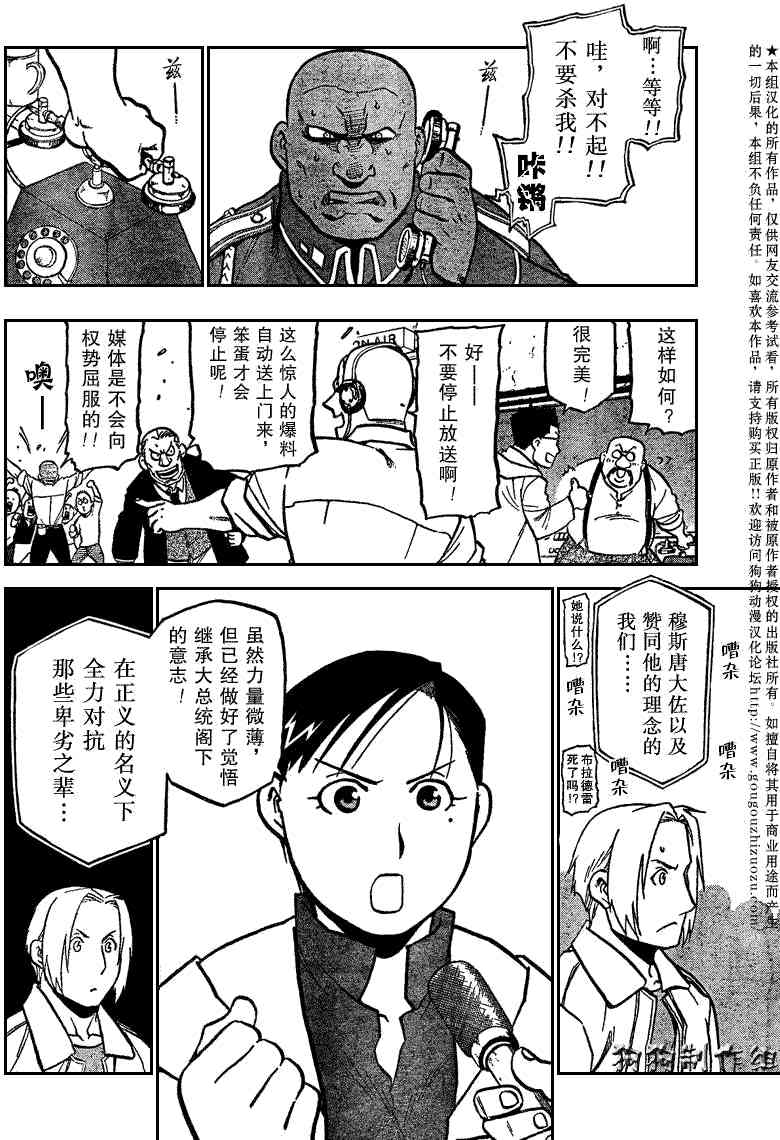 啊…等等!!
哇，对不起!!
不要杀我!!
咔锵
兹—
兹—
这样如何？
很完美！
ON AIR
好——
不要停止放送啊！
这么惊人的爆料
自动送上门来，
笨蛋才会
停止呢！
媒体是不会向
权势屈服的!!
噢—
穆斯唐大佐以及
赞同他的理念的
我们……
她说什么!?
嘈杂
嘈杂
嘈杂
布拉德雷
死了吗!?
虽然力量微薄，
但已经做好了觉悟
继承大总统阁下
的意志！
在正义的名义下
全力对抗
那些卑劣之辈…
★本组汉化的所有作品，仅供网友交流参考试看，所有版权归原作者和被原作者授权的出版社所有。如擅自将其用于商业用途而产生
的一切后果，本组不负任何责任。如喜欢本作品，请支持购买正版!!欢迎访问狗狗动漫汉化论坛http://www.gougouzhizuozu.com/
狗狗制作组